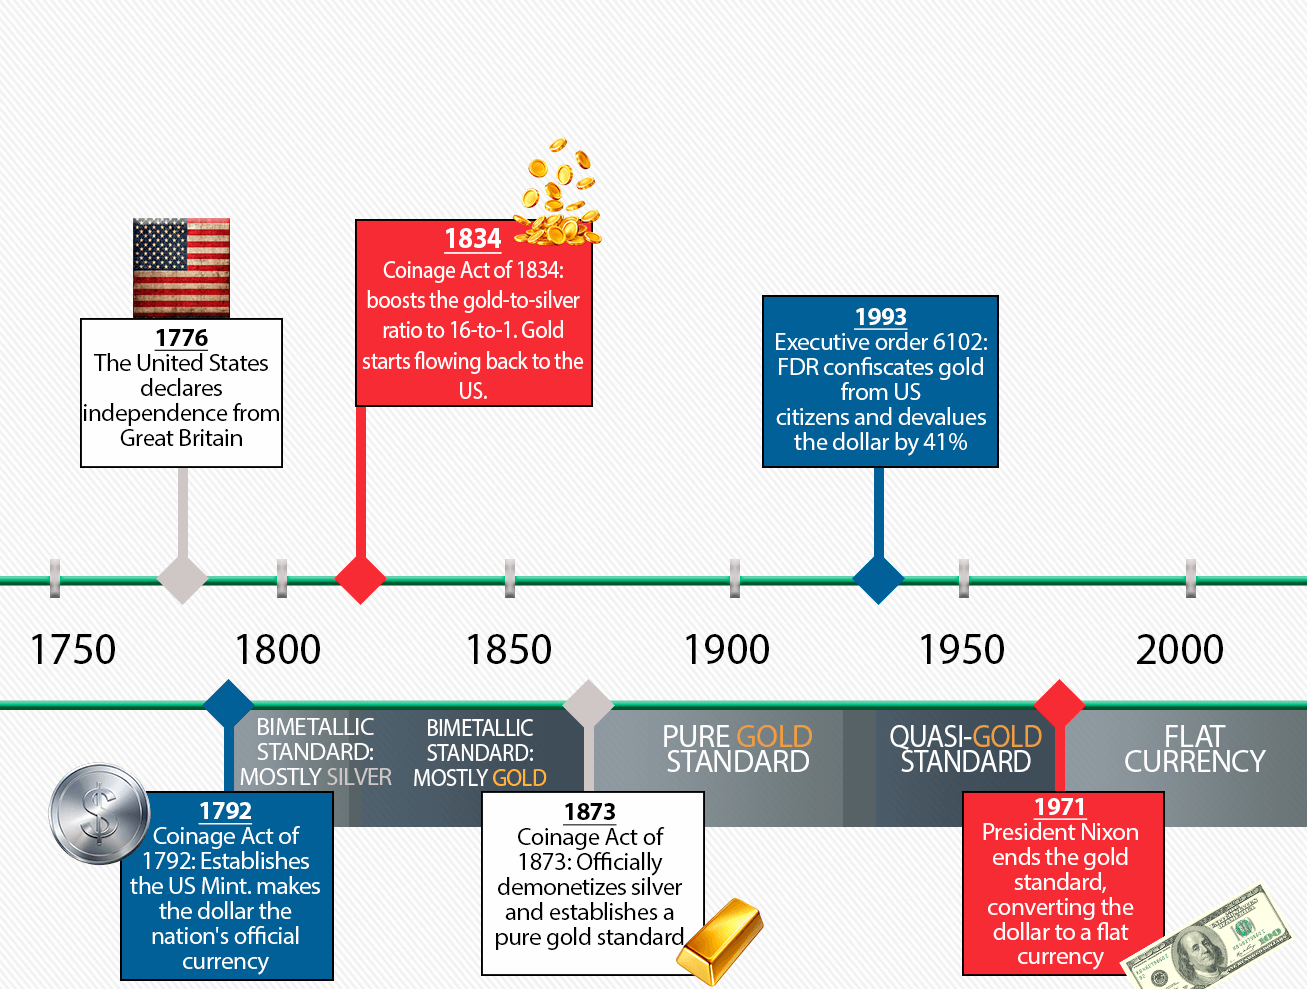 1776
The United States
declares
independence from
Great Britain
1834
Coinage Act of 1834:
boosts the gold-to-silver
ratio to 16-to-1. Gold
starts flowing back to the
US.
1993
Executive order 6102:
FDR confiscates gold
from US
citizens and devalues
the dollar by 41%
1750
1800
1850
1900
1950
2000
BIMETALLIC
STANDARD:
MOSTLY SILVER
BIMETALLIC
STANDARD:
MOSTLY GOLD
PURE GOLD
STANDARD
QUASI-GOLD
STANDARD
FLAT
CURRENCY
1792
Coinage Act of
1792: Establishes
the US Mint. makes
the dollar the
nation's official
currency
$
1873
Coinage Act of
1873: Officially
demonetizes silver
and establishes a
pure gold standard
1971
President Nixon
ends the gold
standard,
converting the
dollar to a flat
currency
100